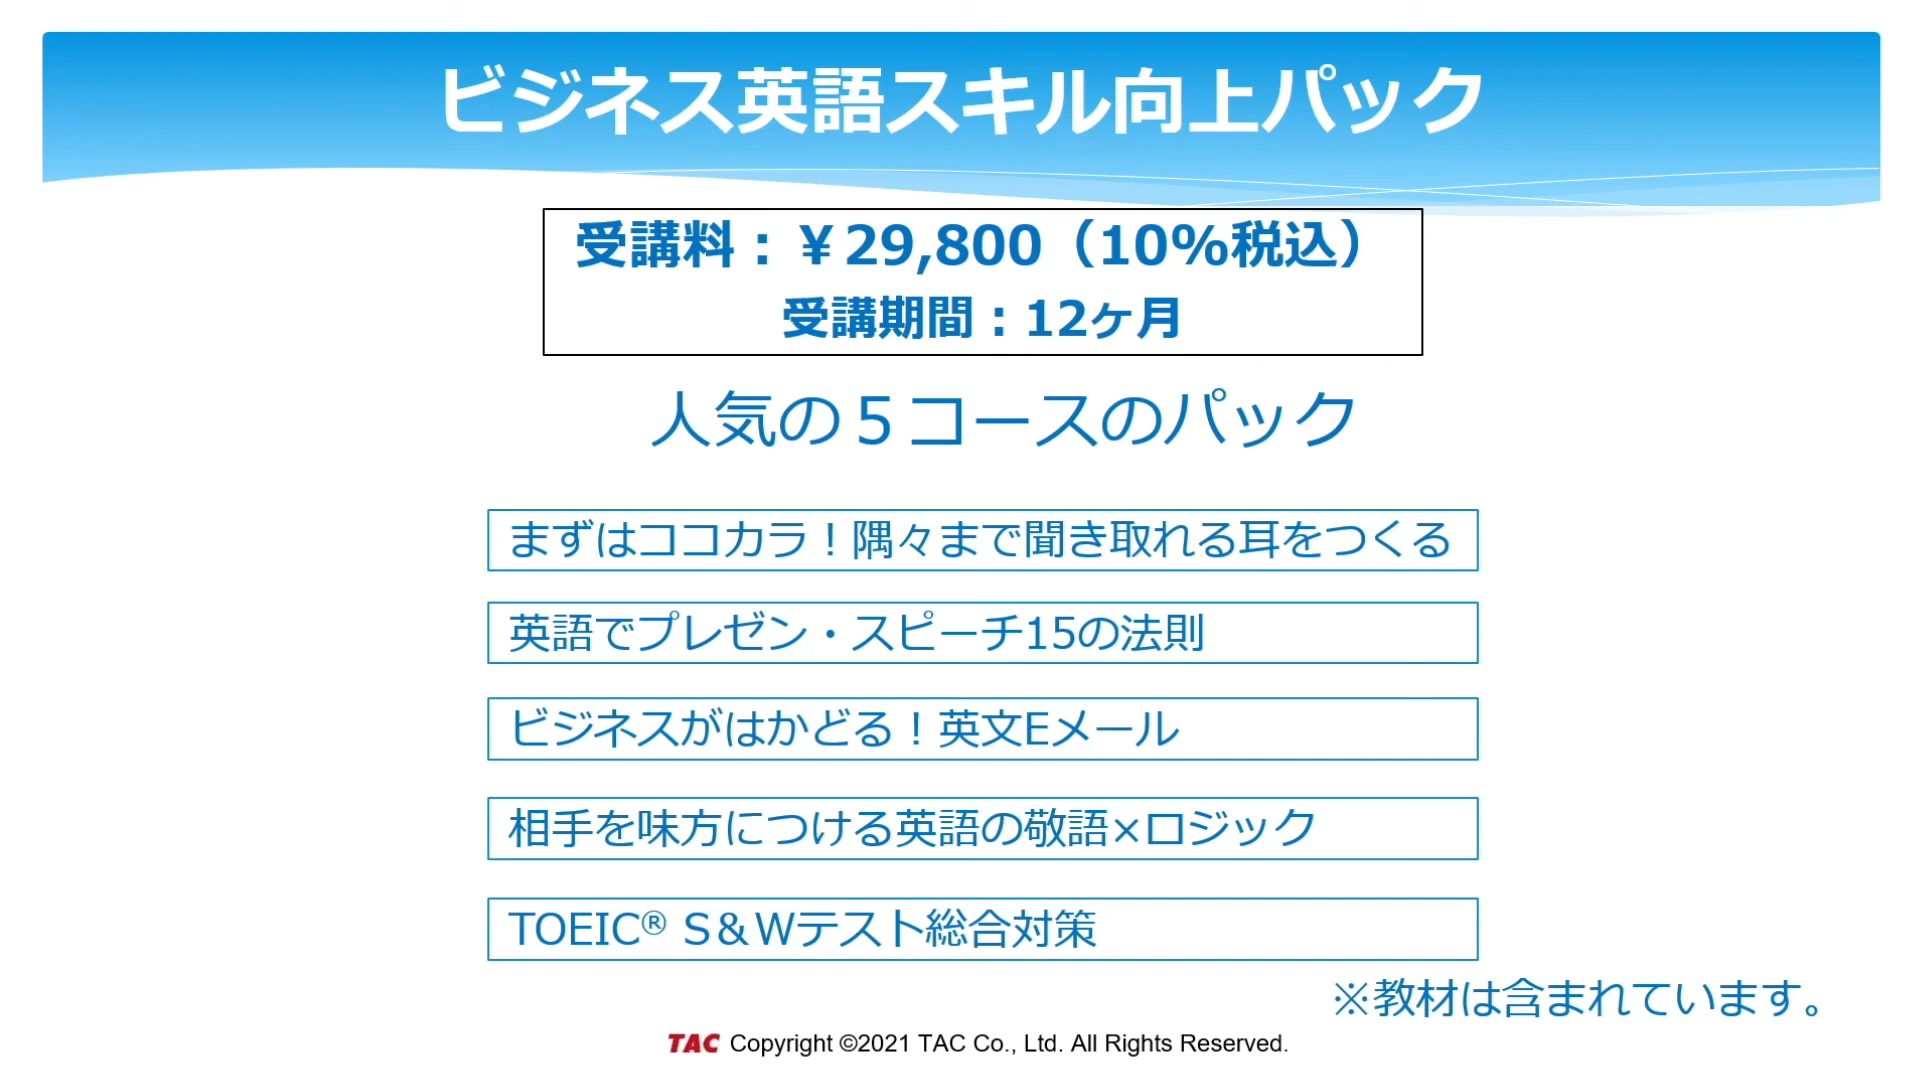 ビジネス英語スキル向上パック
受講料：￥29,800（10%税込）
受講期間：12ヶ月
人気の５コースのパック
まずはココカラ！隅々まで聞き取れる耳をつくる
英語でプレゼン・スピーチ15の法則
ビジネスがはかどる！英文Eメール
相手を味方につける英語の敬語×ロジック
TOEIC® S＆Wテスト総合対策
※教材は含まれています。
TAC Copyright ©2021 TAC Co., Ltd. All Rights Reserved.